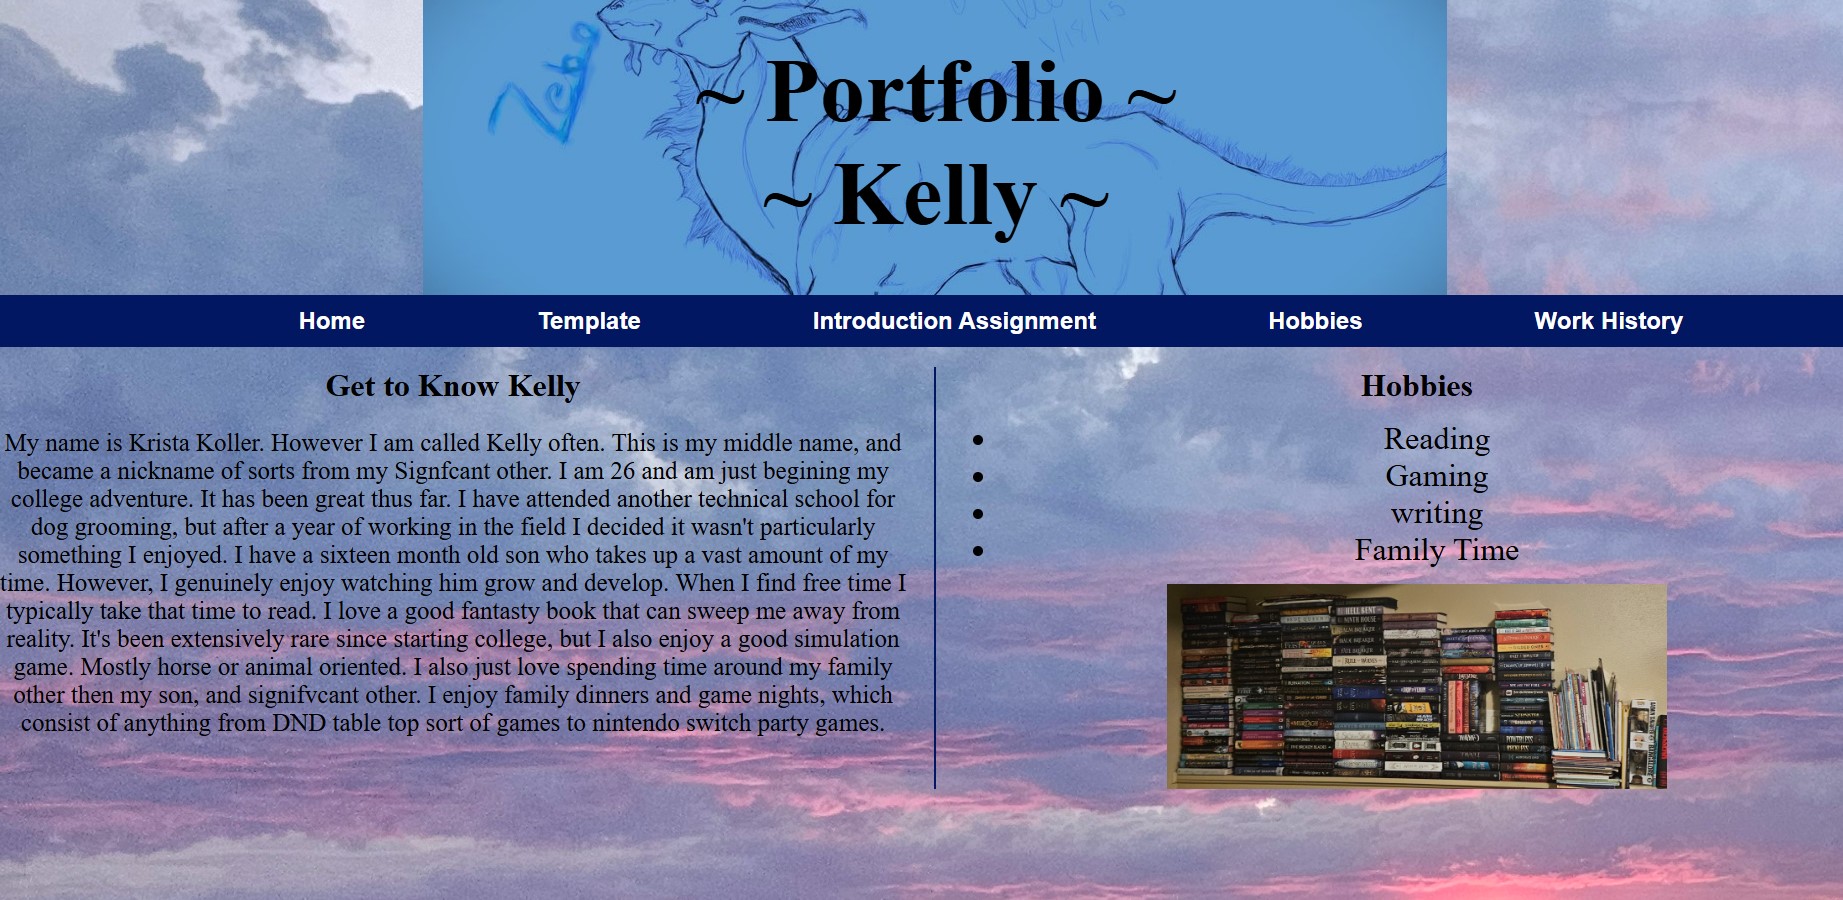 Zebo
1/18/15
~ Portfolio ~
~ Kelly ~
Home Template Introduction Assignment Hobbies Work History
Get to Know Kelly
My name is Krista Koller. However I am called Kelly often. This is my middle name, and
became a nickname of sorts from my Signfcant other. I am 26 and am just begining my
college adventure. It has been great thus far. I have attended another technical school for
dog grooming, but after a year of working in the field I decided it wasn't particularly
something I enjoyed. I have a sixteen month old son who takes up a vast amount of my
time. However, I genuinely enjoy watching him grow and develop. When I find free time I
typically take that time to read. I love a good fantasty book that can sweep me away from
reality. It's been extensively rare since starting college, but I also enjoy a good simulation
game. Mostly horse or animal oriented. I also just love spending time around my family
other then my son, and signifvcant other. I enjoy family dinners and game nights, which
consist of anything from DND table top sort of games to nintendo switch party games.
Hobbies
Reading
Gaming
writing
Family Time
HELL BENT
NINTH HOUSE